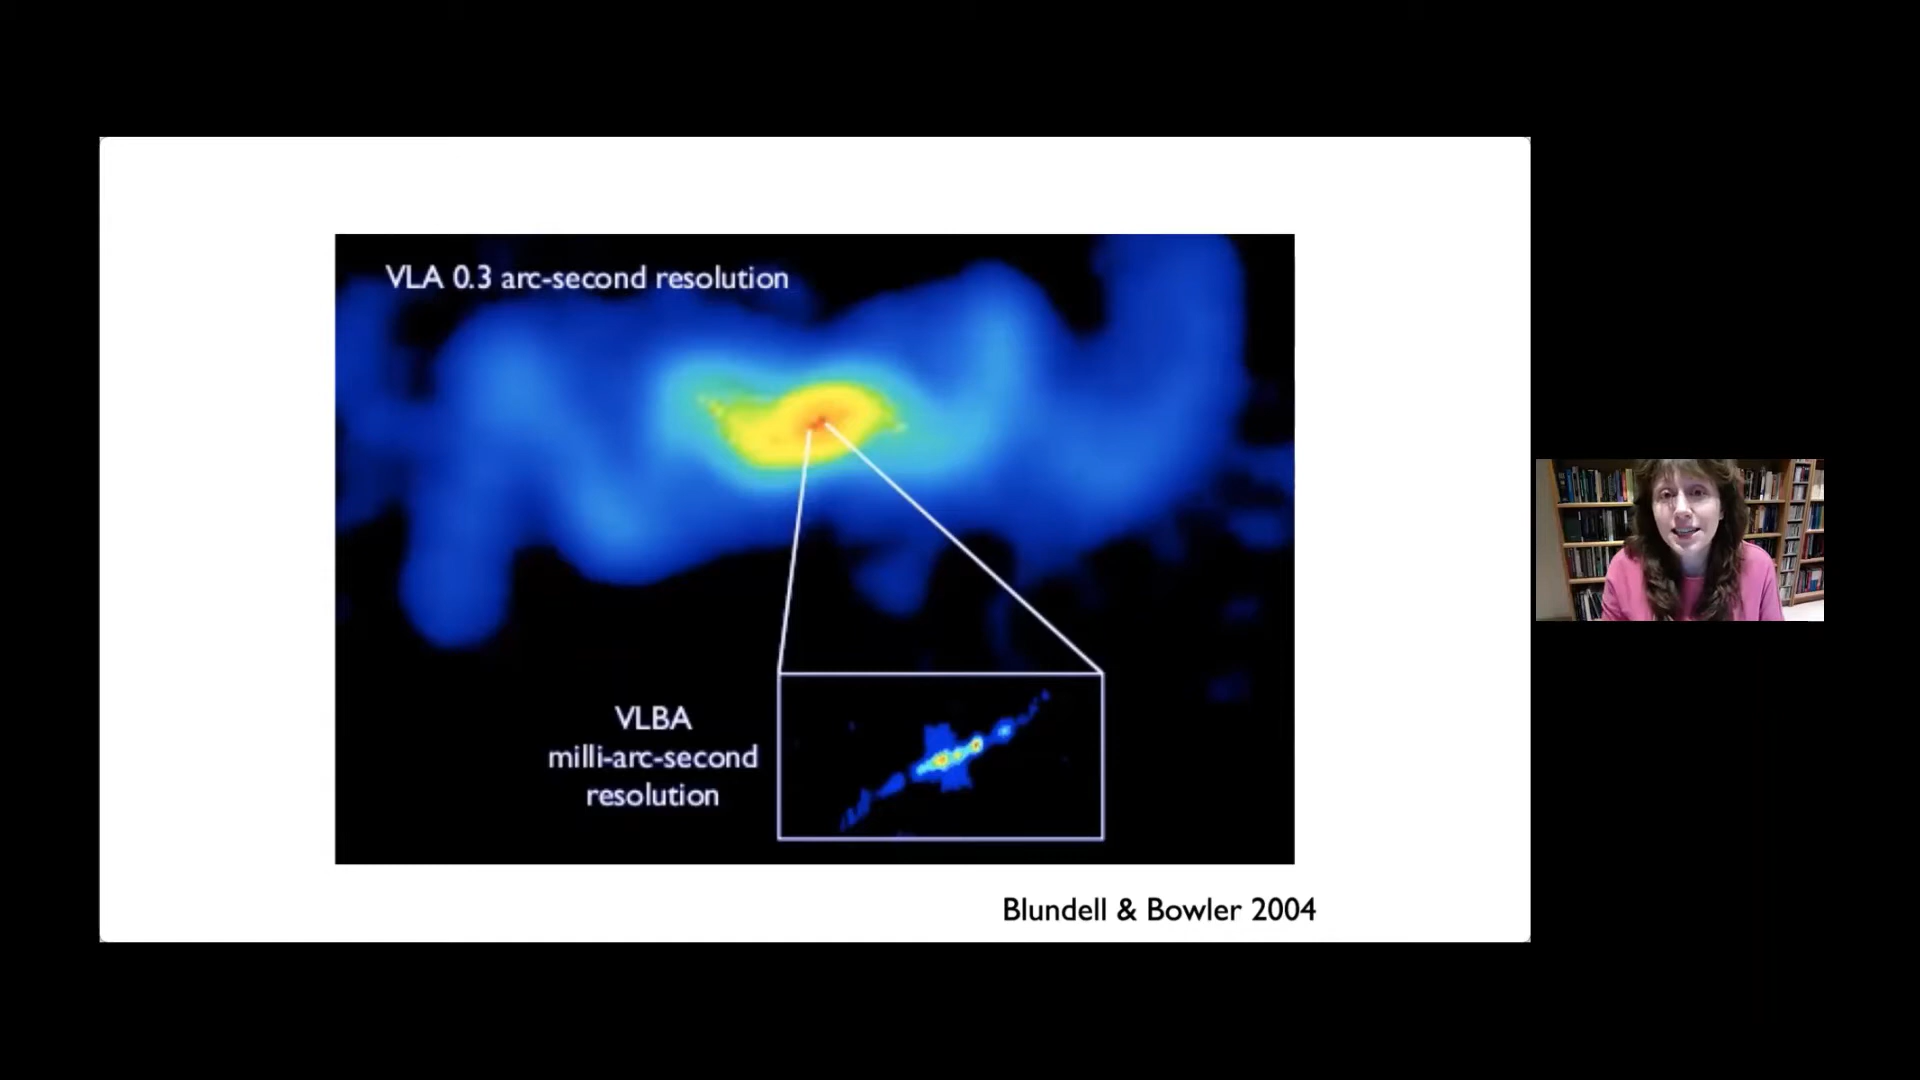 VLA 0.3 arc-second resolution
VLBA
milli-arc-second
resolution
Blundell & Bowler 2004